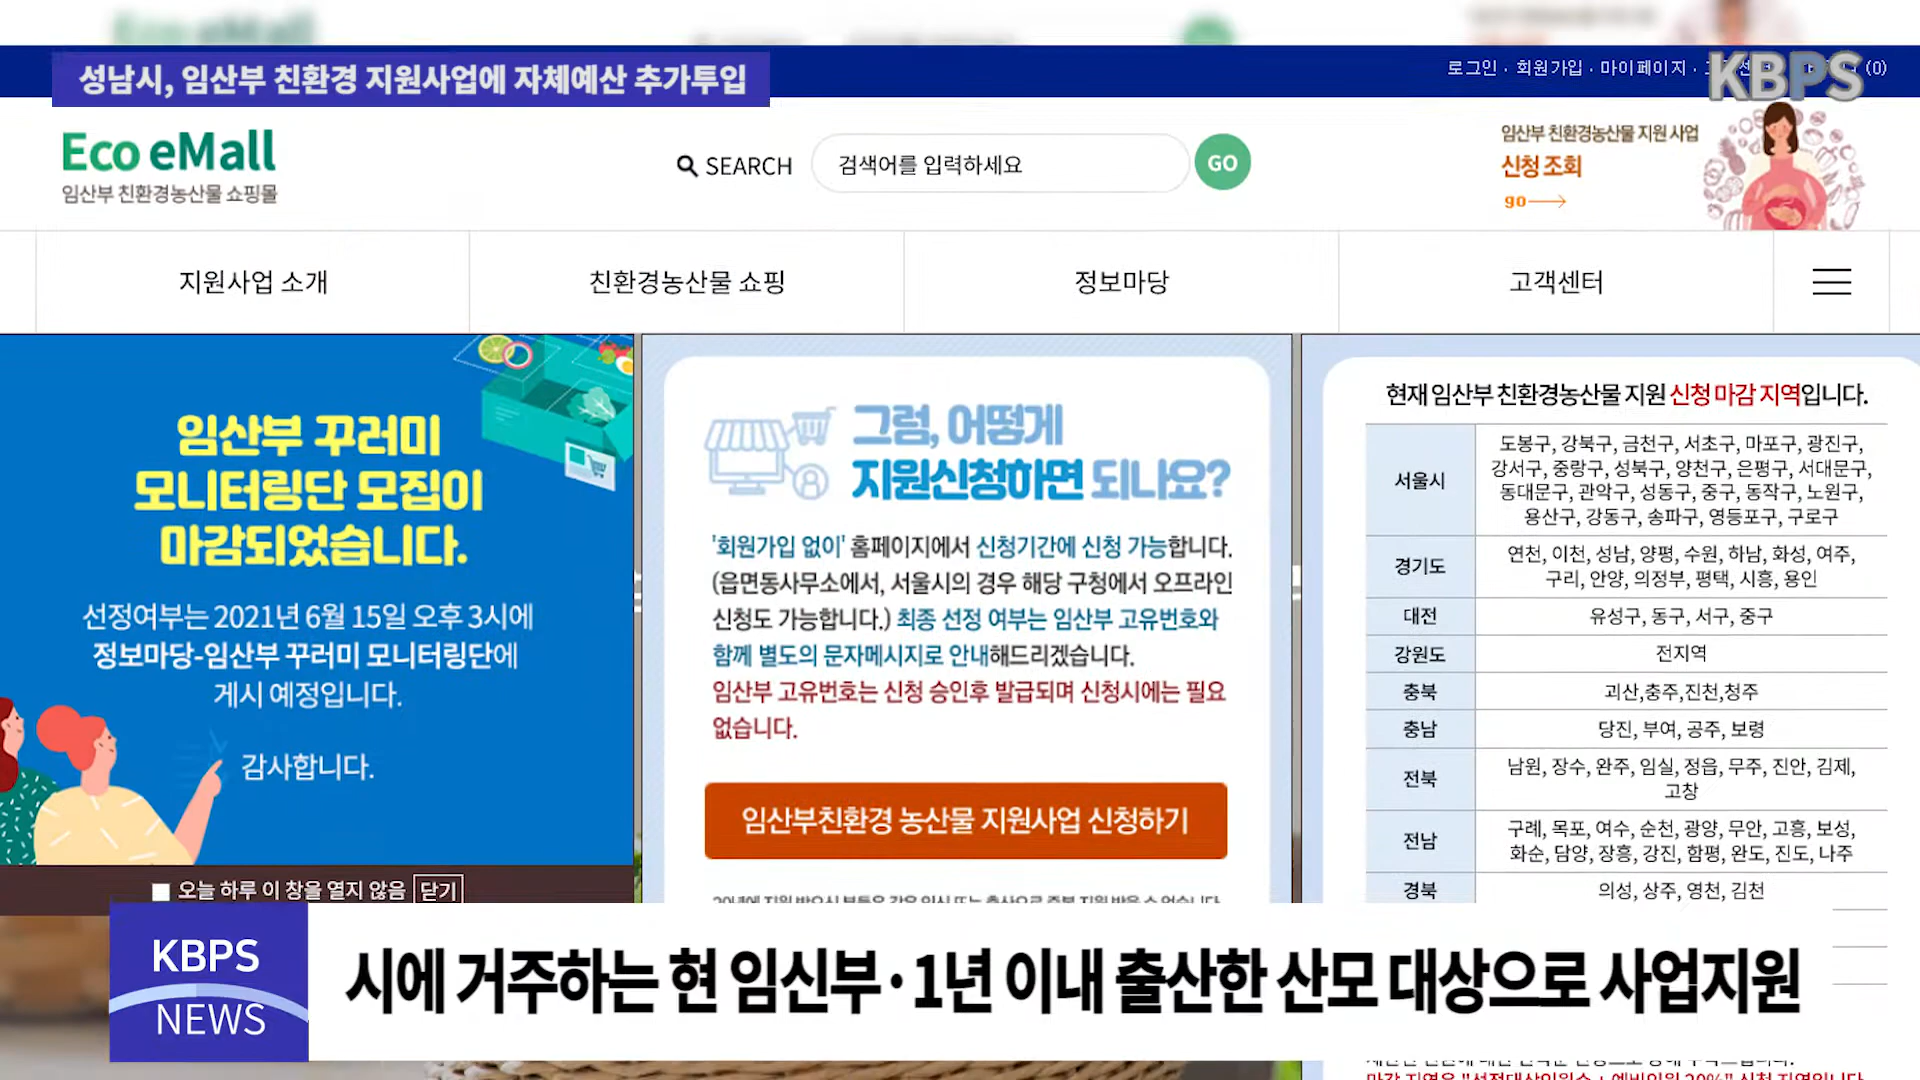 성남시, 임산부 친환경 지원사업에 자체예산 추가투입
로그인 · 회원가입 · 마이페이지 ·
(0)
KBPS
Eco eMall
임산부 친환경농산물 쇼핑몰
SEARCH
검색어를 입력하세요
GO
임산부 친환경농산물 지원 사업
신청 조회
go
지원사업 소개
친환경농산물 쇼핑
정보마당
고객센터
임산부 꾸러미
모니터링단 모집이
마감되었습니다.
선정여부는 2021년 6월 15일 오후 3시에
정보마당-임산부 꾸러미 모니터링단에
게시 예정입니다.
감사합니다.
오늘 하루 이 창을 열지 않음 닫기
그럼, 어떻게
지원신청하면 되나요?
'회원가입 없이' 홈페이지에서 신청기간에 신청 가능합니다.
(읍면동사무소에서, 서울시의 경우 해당 구청에서 오프라인
신청도 가능합니다.) 최종 선정 여부는 임산부 고유번호와
함께 별도의 문자메시지로 안내해드리겠습니다.
임산부 고유번호는 신청 승인후 발급되며 신청시에는 필요
없습니다.
임산부친환경 농산물 지원사업 신청하기
현재 임산부 친환경농산물 지원 신청 마감 지역입니다.
서울시
도봉구, 강북구, 금천구, 서초구, 마포구, 광진구,
강서구, 중랑구, 성북구, 양천구, 은평구, 서대문구,
동대문구, 관악구, 성동구, 중구, 동작구, 노원구,
용산구, 강동구, 송파구, 영등포구, 구로구
경기도
연천, 이천, 성남, 양평, 수원, 하남, 화성, 여주,
구리, 안양, 의정부, 평택, 시흥, 용인
대전
유성구, 동구, 서구, 중구
강원도
전지역
충북
괴산,충주,진천,청주
충남
당진, 부여, 공주, 보령
전북
남원, 장수, 완주, 임실, 정읍, 무주, 진안, 김제,
고창
전남
구례, 목포, 여수, 순천, 광양, 무안, 고흥, 보성,
화순, 담양, 장흥, 강진, 함평, 완도, 진도, 나주
경북
의성, 상주, 영천, 김천
KBPS
NEWS
시에 거주하는 현 임신부·1년 이내 출산한 산모 대상으로 사업지원